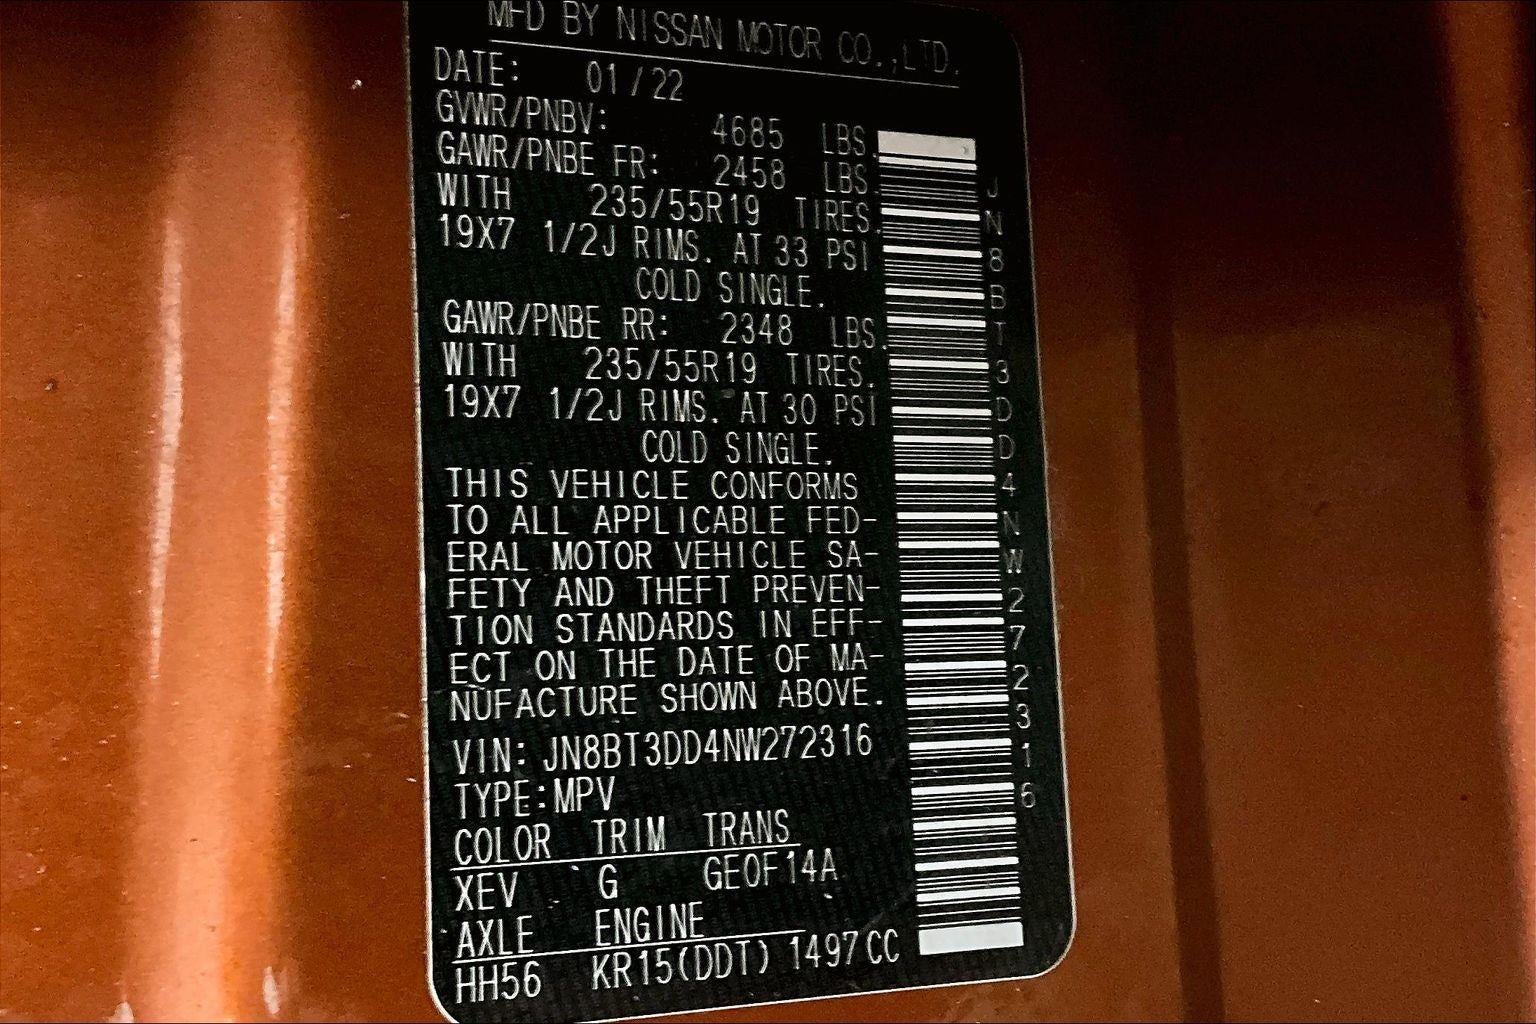 MFD BY NISSAN MOTOR CO.,LTD.
DATE: 01/22
GVWR/PNBV: 4685 LBS.
GAWR/PNBE FR: 2458 LBS.
WITH 235/55R19 TIRES.
19X7 1/2J RIMS. AT 33 PSI
COLD SINGLE.
GAWR/PNBE RR: 2348 LBS.
WITH 235/55R19 TIRES.
19X7 1/2J RIMS. AT 30 PSI
COLD SINGLE.
THIS VEHICLE CONFORMS
TO ALL APPLICABLE FED-
ERAL MOTOR VEHICLE SA-
FETY AND THEFT PREVEN-
TION STANDARDS IN EFF-
ECT ON THE DATE OF MA-
NUFACTURE SHOWN ABOVE.
VIN: JN8BT3DD4NW272316
TYPE:MPV
COLOR TRIM TRANS
XEV G GE0F14A
AXLE ENGINE
HH56 KR15(DDT) 1497CC
JN8BT3DD4NW272316